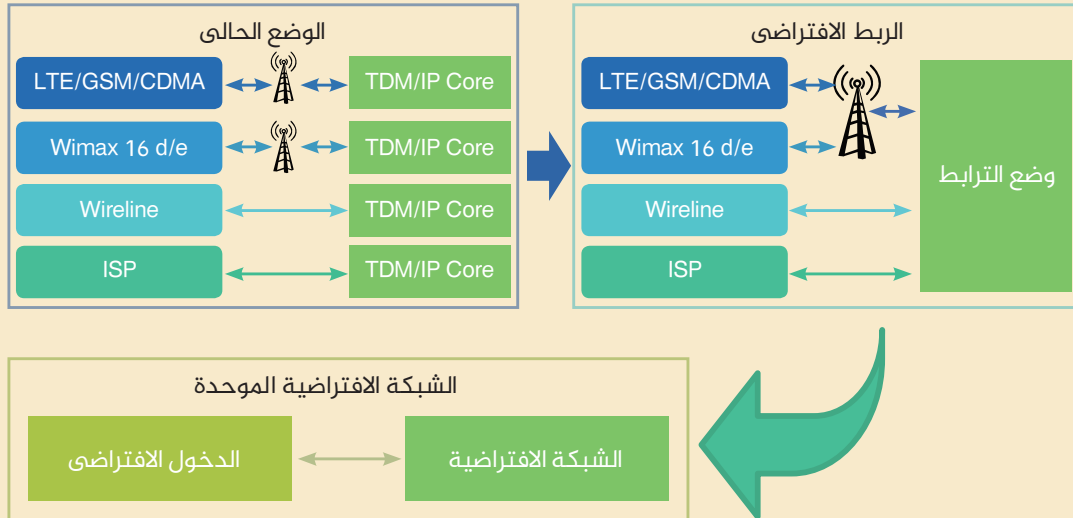 الوضع الحالى
LTE/GSM/CDMA
TDM/IP Core
Wimax 16 d/e
TDM/IP Core
Wireline
TDM/IP Core
ISP
TDM/IP Core
الربط الافتراضى
LTE/GSM/CDMA
Wimax 16 d/e
Wireline
ISP
وضع الترابط
الشبكة الافتراضية الموحدة
الدخول الافتراضى
الشبكة الافتراضية